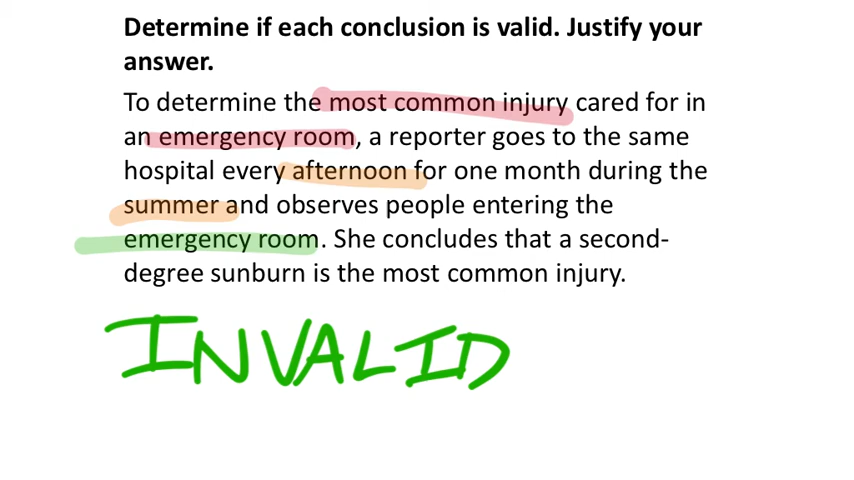 Determine if each conclusion is valid. Justify your
answer.
To determine the most common injury cared for in
an emergency room, a reporter goes to the same
hospital every afternoon for one month during the
summer and observes people entering the
emergency room. She concludes that a second-
degree sunburn is the most common injury.
INVALID